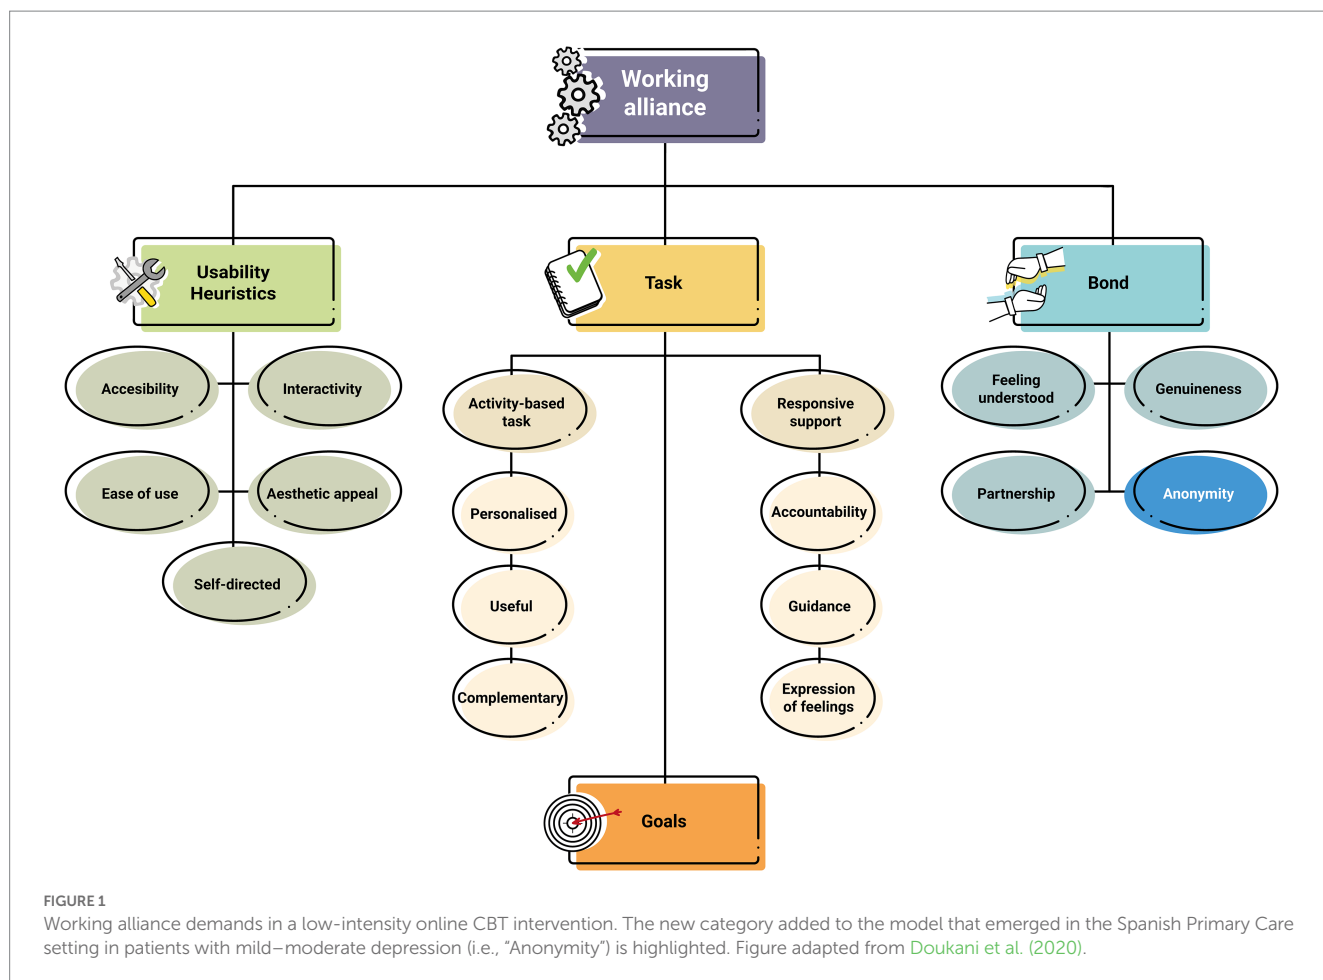 Working
alliance
Usability
Heuristics
Task
Bond
Accesibility
Interactivity
Ease of use
Aesthetic appeal
Self-directed
Activity-based
task
Personalised
Useful
Complementary
Responsive
support
Accountability
Guidance
Expression
of feelings
Feeling
understood
Genuineness
Partnership
Anonymity
Goals
FIGURE 1
Working alliance demands in a low-intensity online CBT intervention. The new category added to the model that emerged in the Spanish Primary Care
setting in patients with mild–moderate depression (i.e., “Anonymity”) is highlighted. Figure adapted from Doukani et al. (2020).